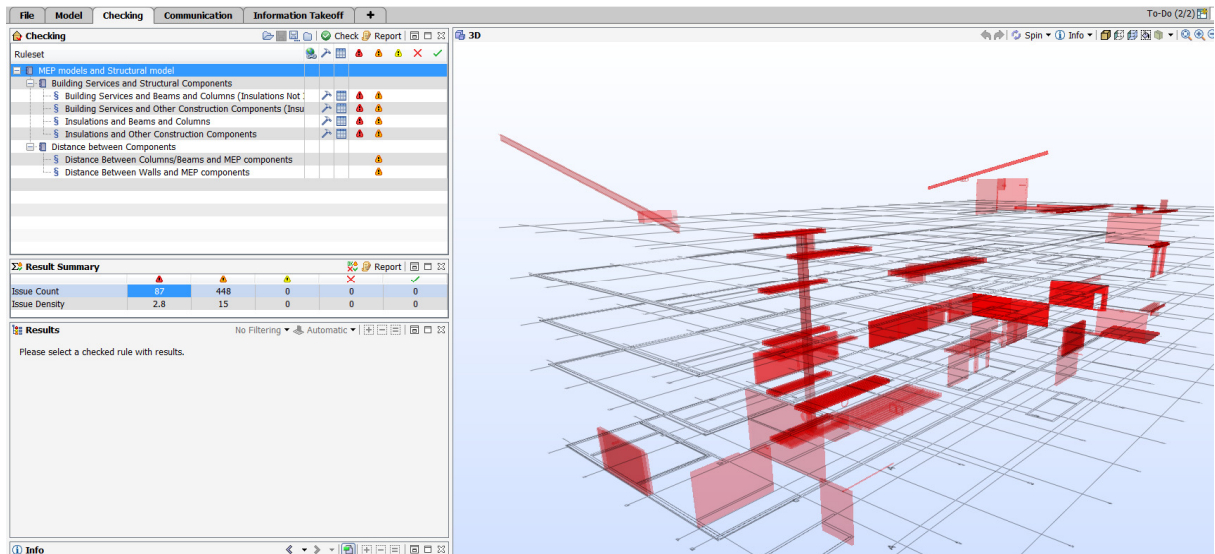 File Model Checking Communication Information Takeoff + To-Do (2/2)
Checking Check Report
3D Spin Info
Ruleset
MEP models and Structural model
Building Services and Structural Components
§ Building Services and Beams and Columns (Insulations Not
§ Building Services and Other Construction Components (Insu
§ Insulations and Beams and Columns
§ Insulations and Other Construction Components
Distance between Components
§ Distance Between Columns/Beams and MEP components
§ Distance Between Walls and MEP components
Result Summary Report
Issue Count 87 448 0 0 0
Issue Density 2.8 15 0 0 0
Results No Filtering Automatic
Please select a checked rule with results.
Info